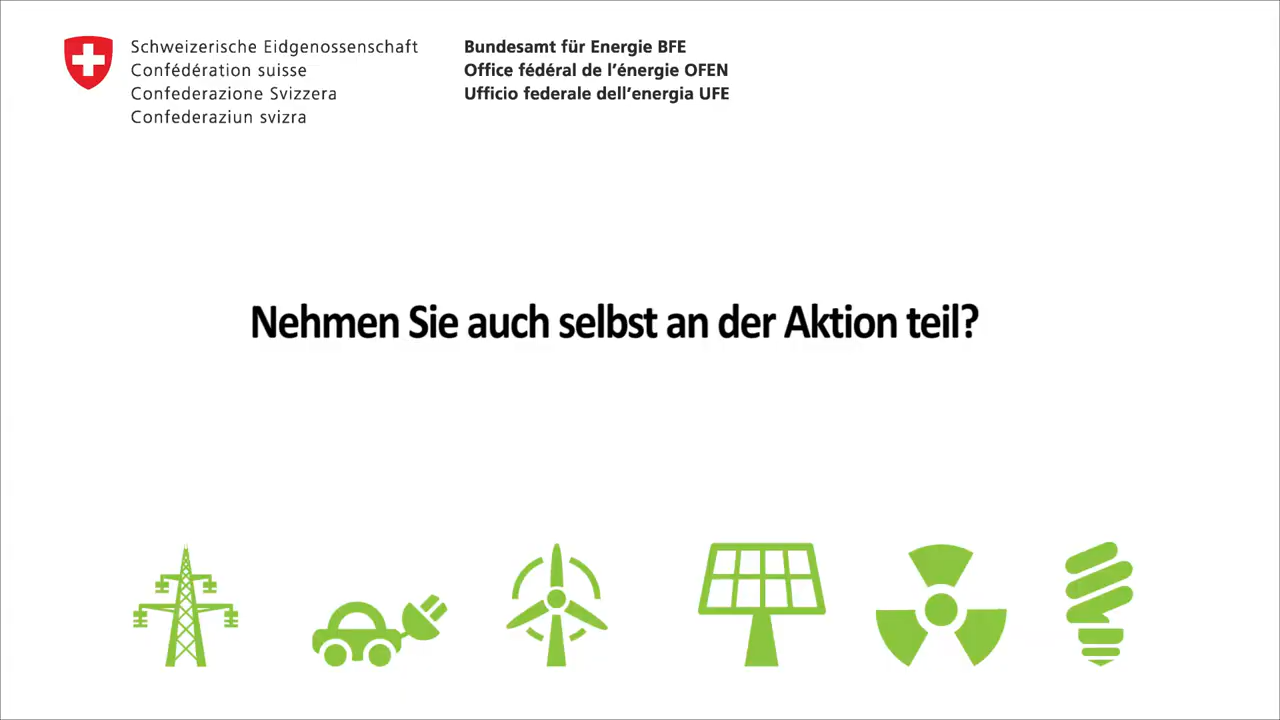 Schweizerische Eidgenossenschaft
Confédération suisse
Confederazione Svizzera
Confederaziun svizra
Bundesamt für Energie BFE
Office fédéral de l'énergie OFEN
Ufficio federale dell'energia UFE
Nehmen Sie auch selbst an der Aktion teil?